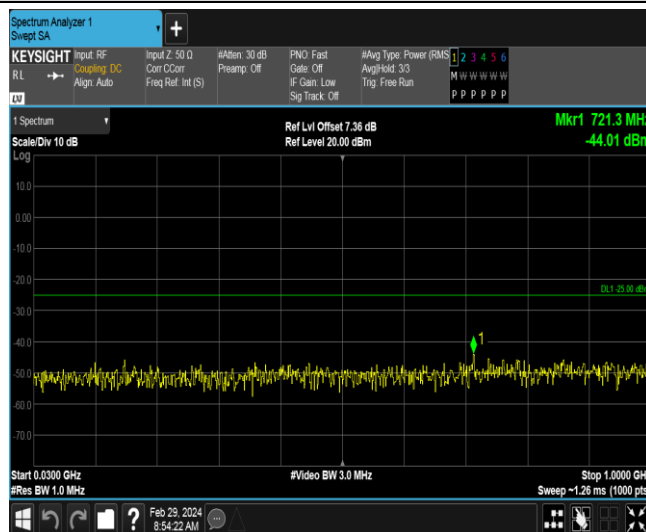 Spectrum Analyzer 1
Swept SA
+
KEYSIGHT
RL
LXI
Input: RF
Coupling: DC
Align: Auto
Input Z: 50 Ω
Corr CCorr
Freq Ref: Int (S)
#Atten: 30 dB
Preamp: Off
PNO: Fast
Gate: Off
IF Gain: Low
Sig Track: Off
#Avg Type: Power (RMS
Avg|Hold: 3/3
Trig: Free Run
1 2 3 4 5 6
M W W W W W
P P P P P P
1 Spectrum
Scale/Div 10 dB
Log
Ref Lvl Offset 7.36 dB
Ref Level 20.00 dBm
Mkr1 721.3 MHz
-44.01 dBm
10.0
0.00
-10.0
-20.0
DL1 -25.00 dBm
-30.0
-40.0
1
-50.0
-60.0
-70.0
Start 0.0300 GHz
#Res BW 1.0 MHz
#Video BW 3.0 MHz
Stop 1.0000 GH
Sweep ~1.26 ms (1000 pts
?
Feb 29, 2024
8:54:22 AM